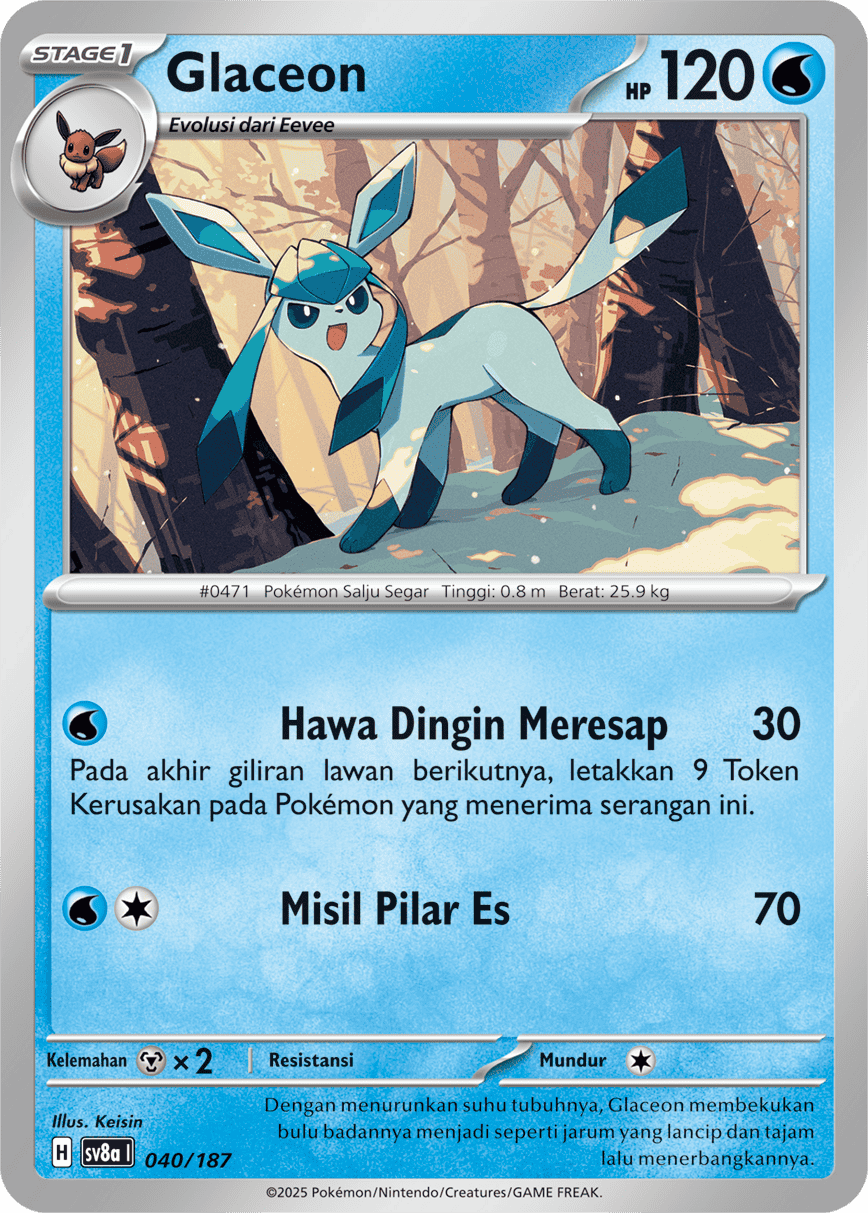 STAGE1
Glaceon
HP 120
Evolusi dari Eevee
#0471 Pokémon Salju Segar Tinggi: 0.8 m Berat: 25.9 kg
Hawa Dingin Meresap 30
Pada akhir giliran lawan berikutnya, letakkan 9 Token
Kerusakan pada Pokémon yang menerima serangan ini.
Misil Pilar Es 70
Kelemahan ×2 Resistansi Mundur
Illus. Keisin
Dengan menurunkan suhu tubuhnya, Glaceon membekukan
bulu badannya menjadi seperti jarum yang lancip dan tajam
lalu menerbangkannya.
H sv8a I 040/187
©2025 Pokémon/Nintendo/Creatures/GAME FREAK.